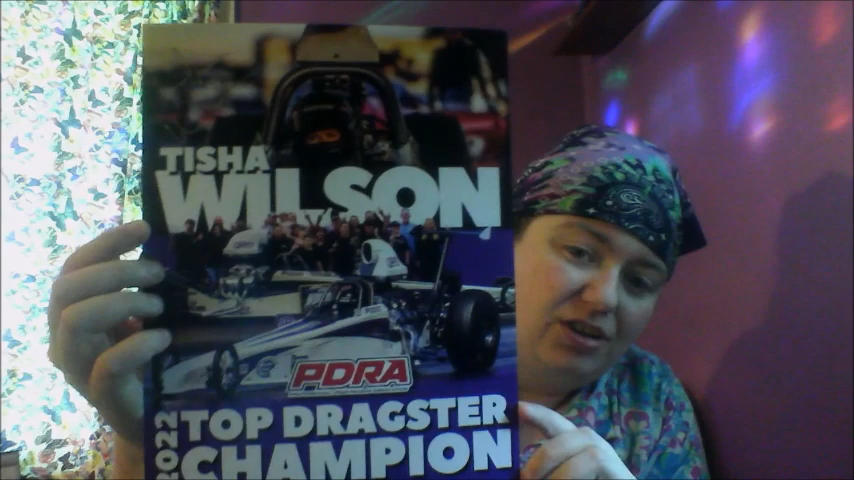 TISHA
WILSON
PDRA
2022
TOP DRAGSTER
CHAMPION